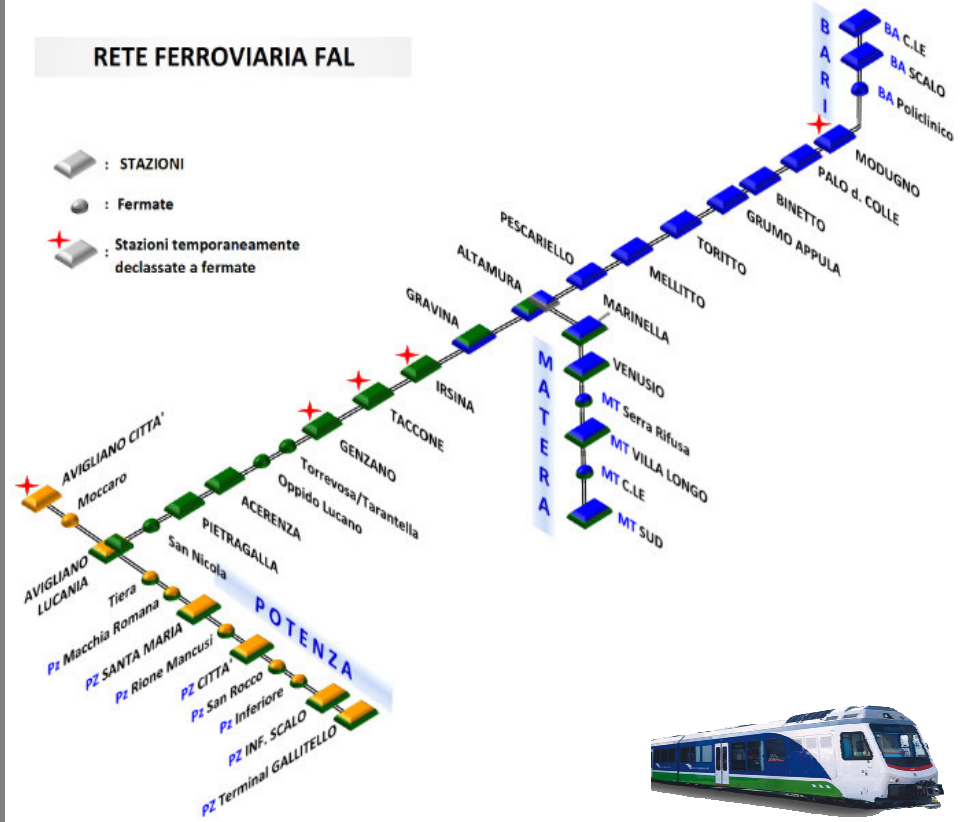 RETE FERROVIARIA FAL
: STAZIONI
: Fermate
: Stazioni temporaneamente
declassate a fermate
BARI
BA C.LE
BA SCALO
BA Policlinico
MODUGNO
PALO d. COLLE
BINETTO
GRUMO APPULA
TORITTO
MELLITTO
PESCARIELLO
ALTAMURA
MARINELLA
VENUSIO
MT Serra Rifusa
MT VILLA LONGO
MT C.LE
MT SUD
MATERA
GRAVINA
IRSINA
TACCONE
GENZANO
Torrevosa/Tarantella
Oppido Lucano
ACERENZA
PIETRAGALLA
San Nicola
AVIGLIANO CITTA'
Moccaro
AVIGLIANO
LUCANIA
POTENZA
Tiera
Pz Macchia Romana
PZ SANTA MARIA
Pz Rione Mancusi
PZ CITTA'
Pz San Rocco
Pz Inferiore
PZ INF. SCALO
PZ Terminal GALLITELLO